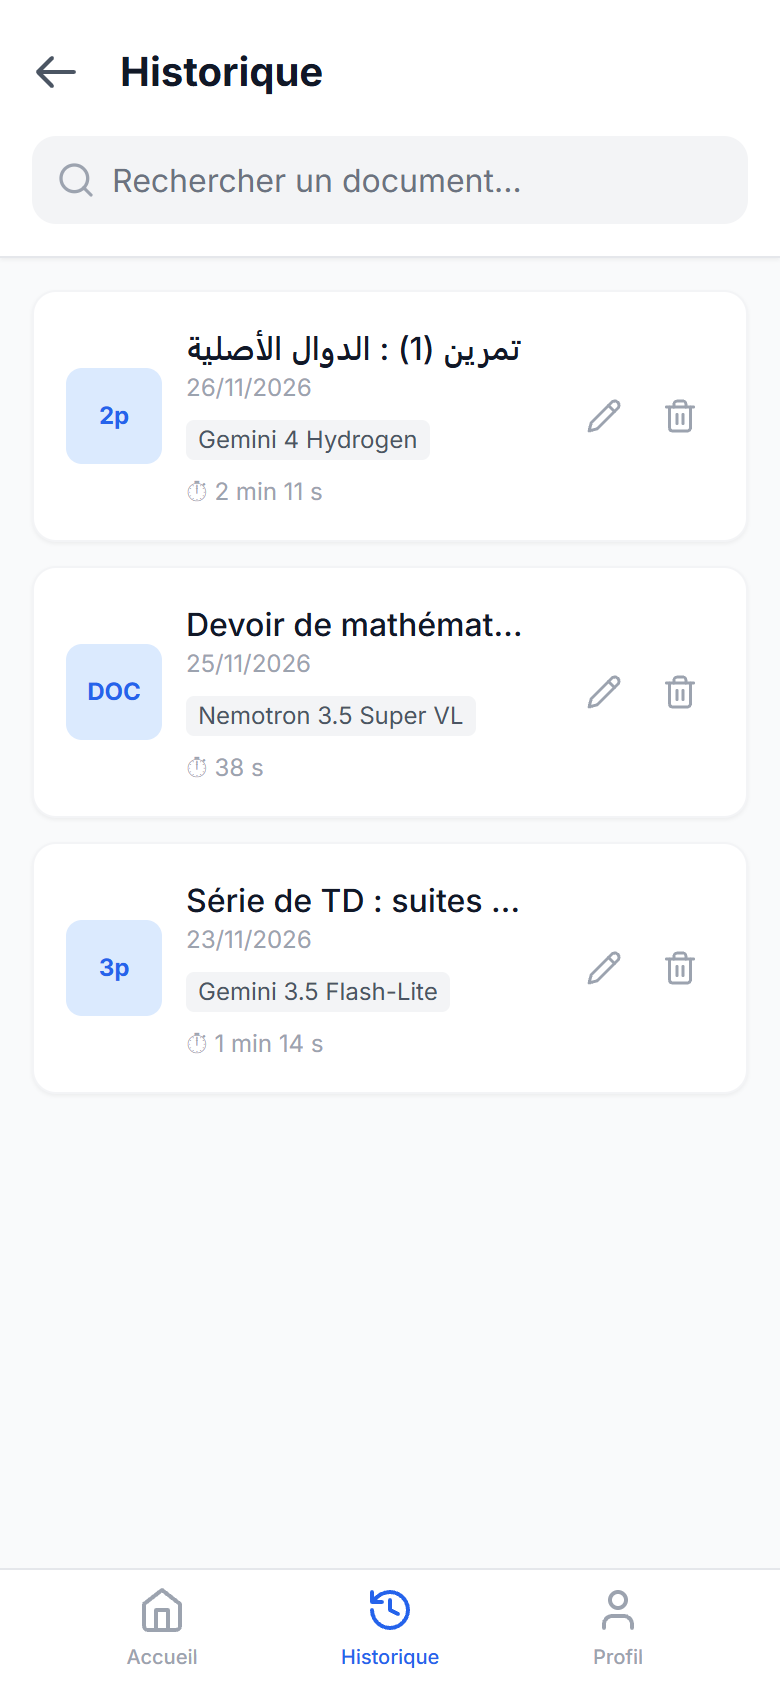 Historique
Rechercher un document...
تمرين (1) : الدوال الأصلية
26/11/2026
2p
Gemini 4 Hydrogen
⏱ 2 min 11 s
Devoir de mathémat...
25/11/2026
DOC
Nemotron 3.5 Super VL
⏱ 38 s
Série de TD : suites ...
23/11/2026
3p
Gemini 3.5 Flash-Lite
⏱ 1 min 14 s
Accueil
Historique
Profil